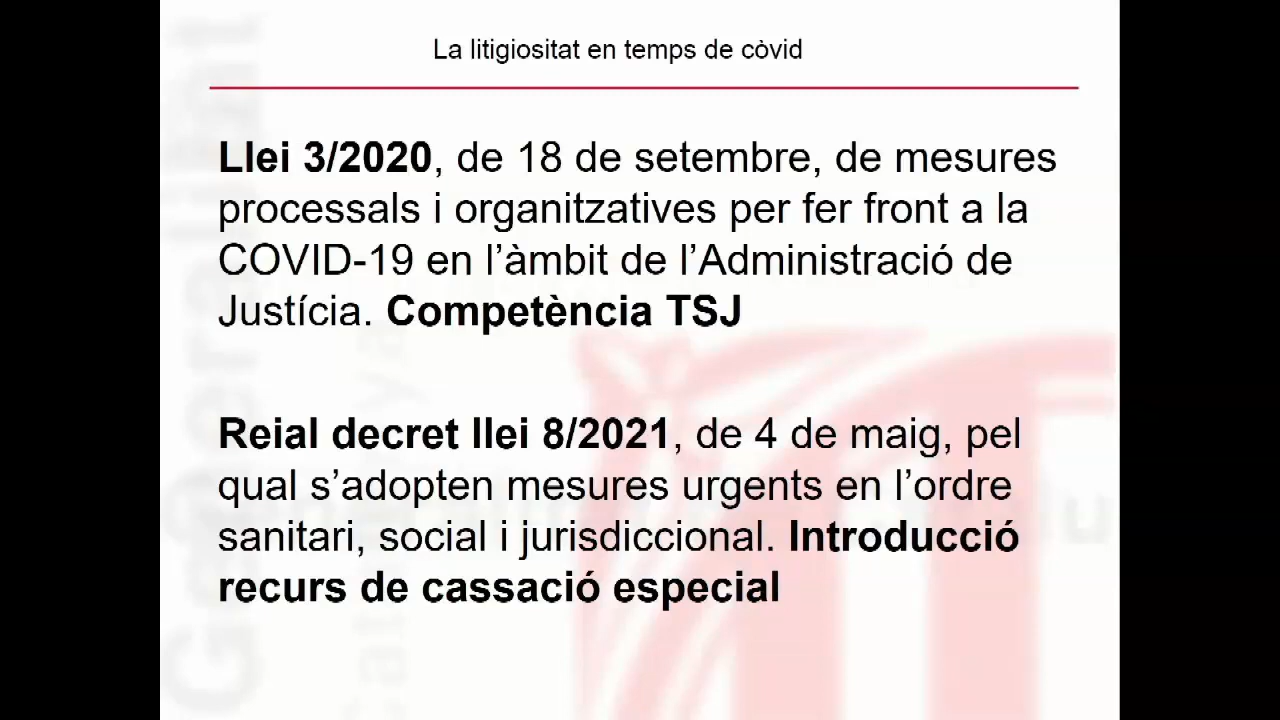 La litigiositat en temps de còvid
Llei 3/2020, de 18 de setembre, de mesures
processals i organitzatives per fer front a la
COVID-19 en l’àmbit de l’Administració de
Justícia. Competència TSJ
Reial decret llei 8/2021, de 4 de maig, pel
qual s’adopten mesures urgents en l’ordre
sanitari, social i jurisdiccional. Introducció
recurs de cassació especial